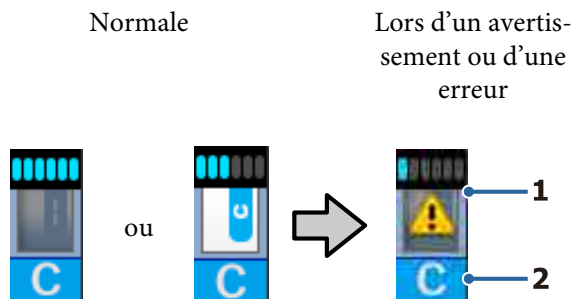 Normale
Lors d'un avertis-
sement ou d'une
erreur
C
ou
C
C
1
C
2